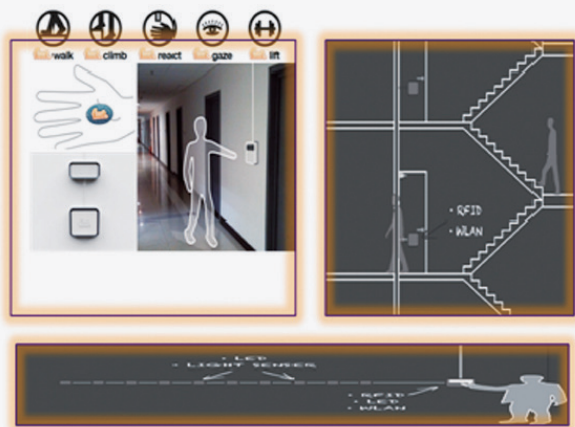 walk climb react gaze lift
• RFID
• WLAN
• LED
• LIGHT SENSER
• RFID
• LED
• WLAN